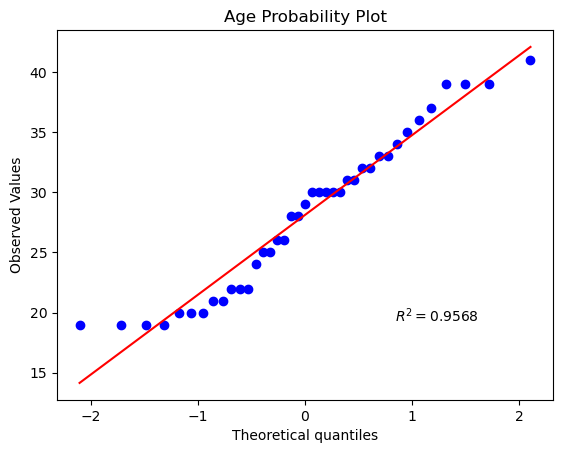 Age Probability Plot
Observed Values
40
35
30
25
20
15
R² = 0.9568
−2
−1
0
1
2
Theoretical quantiles